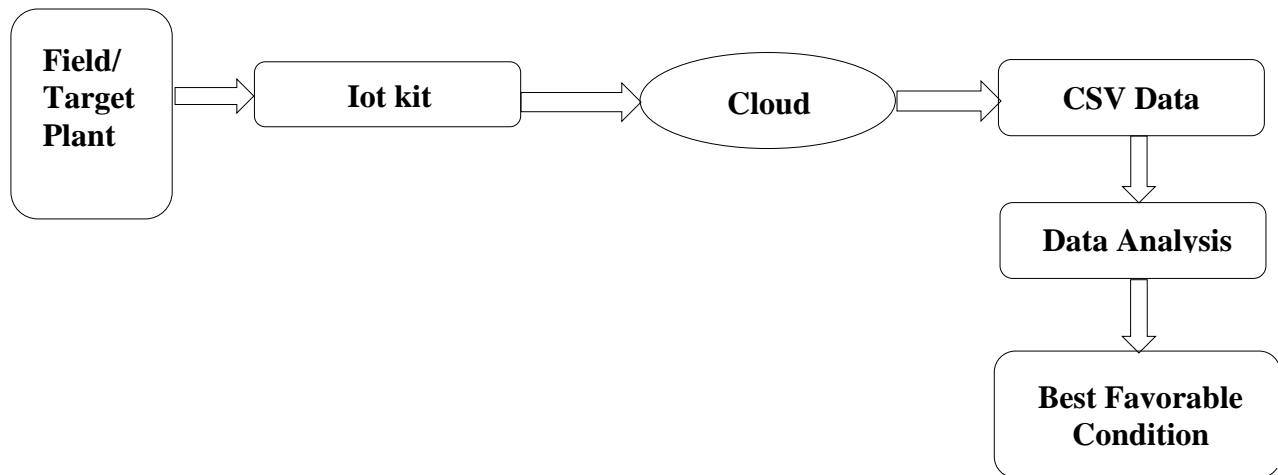 Field/
Target
Plant
Iot kit
Cloud
CSV Data
Data Analysis
Best Favorable
Condition